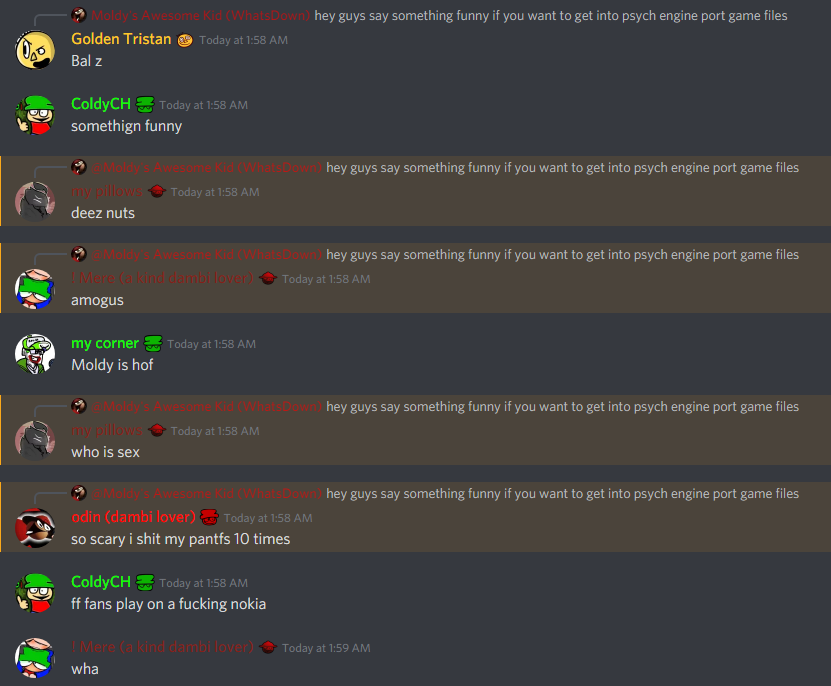 Moldy's Awesome Kid (WhatsDown) hey guys say something funny if you want to get into psych engine port game files
Golden Tristan Today at 1:58 AM
Bal z
ColdyCH Today at 1:58 AM
somethign funny
@Moldy's Awesome Kid (WhatsDown) hey guys say something funny if you want to get into psych engine port game files
my pillows Today at 1:58 AM
deez nuts
@Moldy's Awesome Kid (WhatsDown) hey guys say something funny if you want to get into psych engine port game files
! Mere (a kind dambi lover) Today at 1:58 AM
amogus
my corner Today at 1:58 AM
Moldy is hof
@Moldy's Awesome Kid (WhatsDown) hey guys say something funny if you want to get into psych engine port game files
my pillows Today at 1:58 AM
who is sex
@Moldy's Awesome Kid (WhatsDown) hey guys say something funny if you want to get into psych engine port game files
odin (dambi lover) Today at 1:58 AM
so scary i shit my pantfs 10 times
ColdyCH Today at 1:58 AM
ff fans play on a fucking nokia
! Mere (a kind dambi lover) Today at 1:59 AM
wha